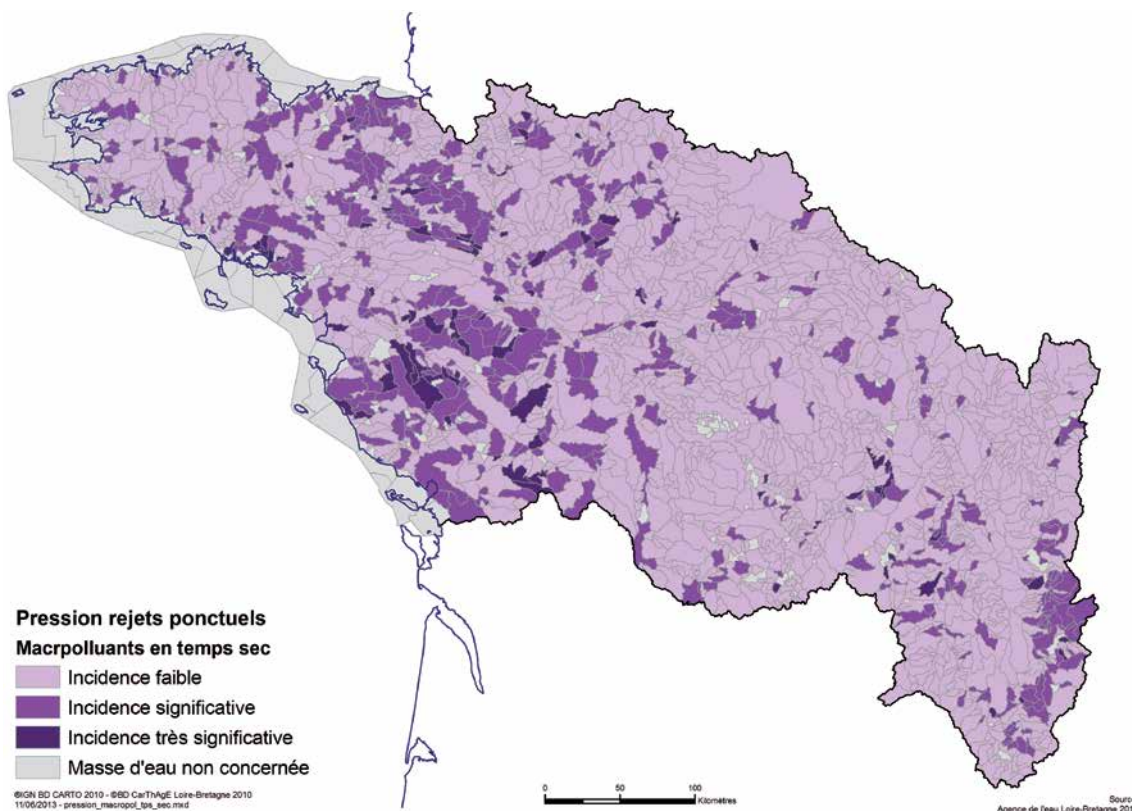 Pression rejets ponctuels
Macrpolluants en temps sec
Incidence faible
Incidence significative
Incidence très significative
Masse d'eau non concernée
©IGN BD CARTO 2010 - ©BD CarThAgE Loire-Bretagne 2010
11/06/2013 - pression_macropol_tps_sec.mxd
0 50 100
Kilomètres
Source
Agence de l'eau Loire-Bretagne 201